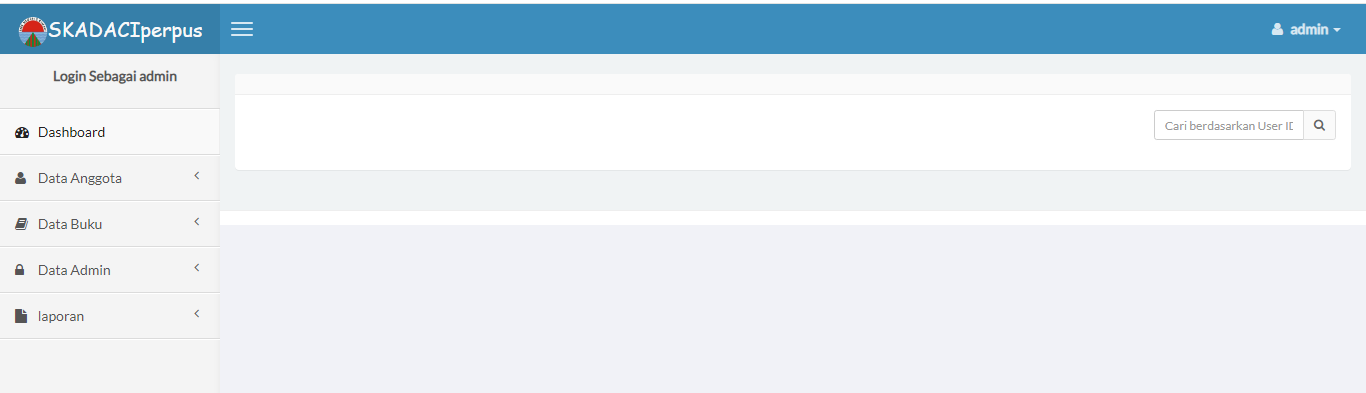 SKADACIperpus
admin
Login Sebagai admin
Dashboard
Cari berdasarkan User ID
Data Anggota
Data Buku
Data Admin
laporan